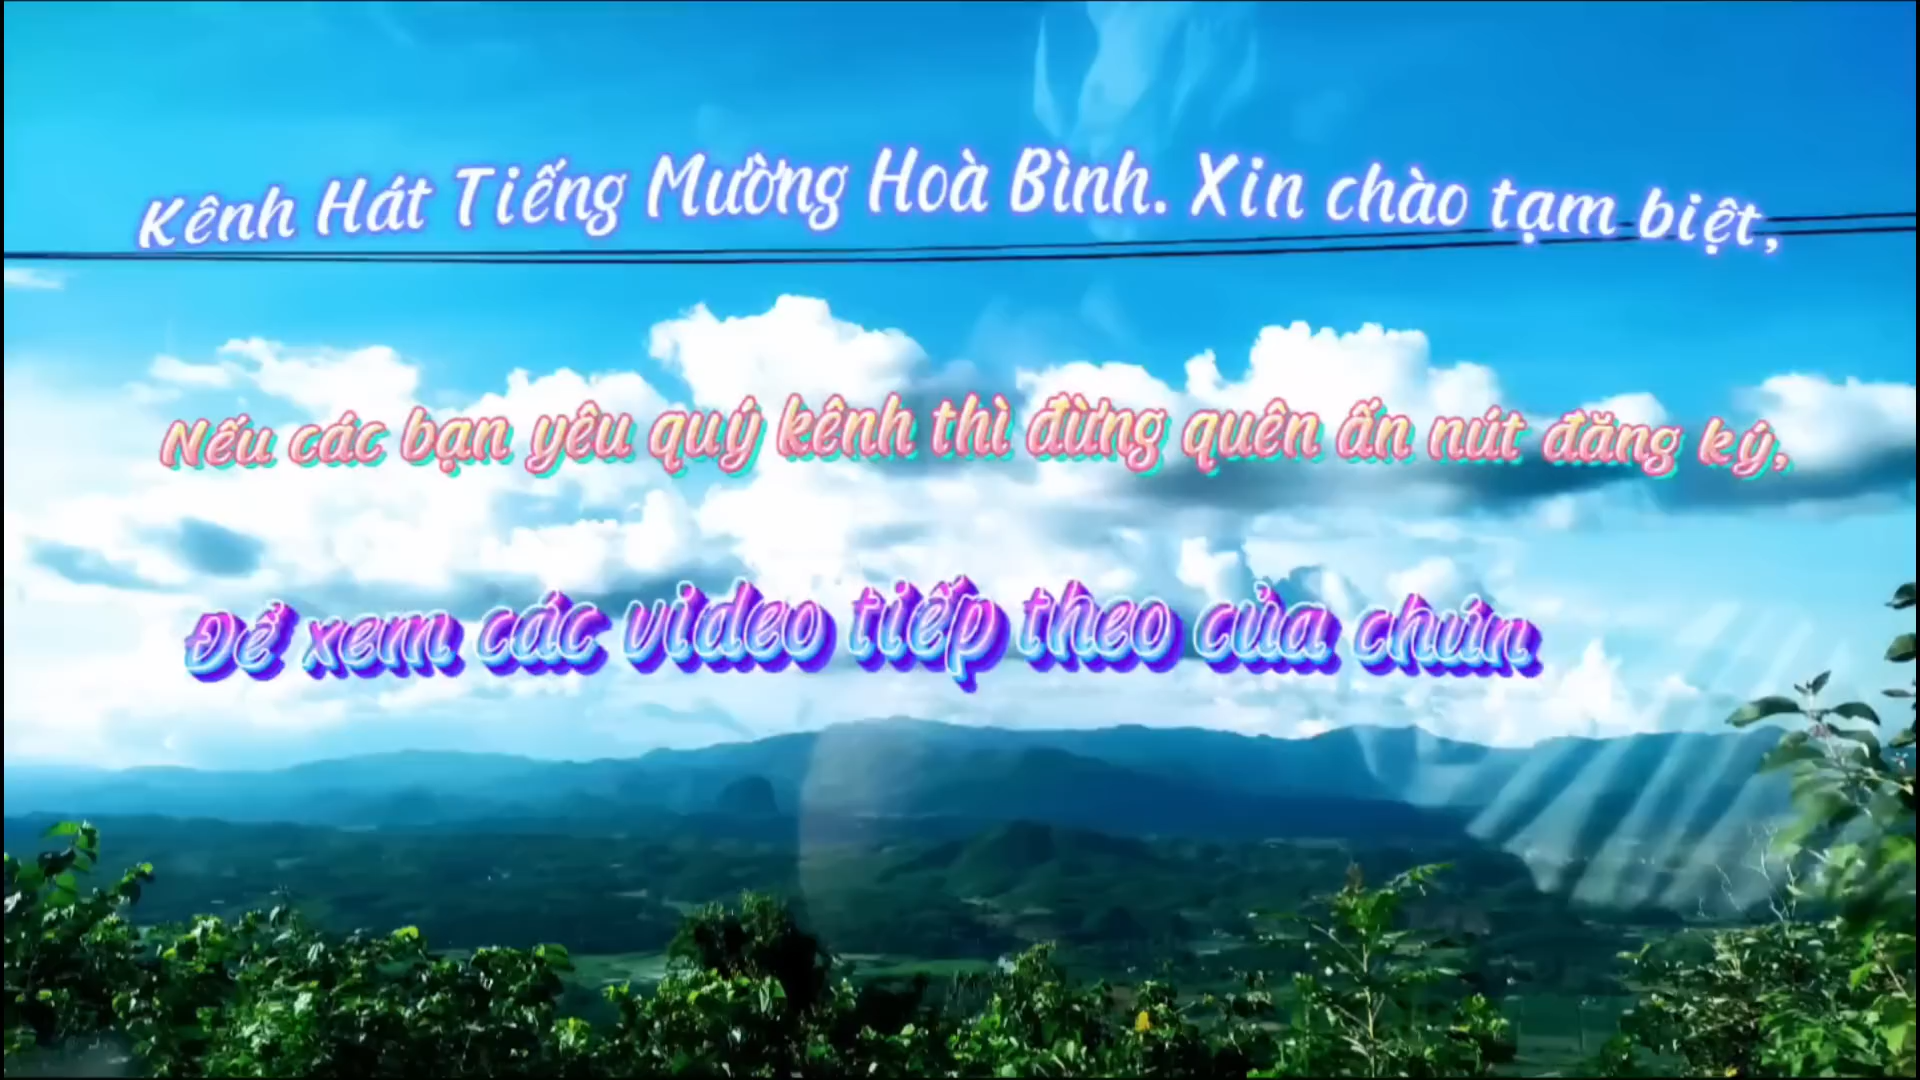 Kênh Hát Tiếng Mường Hoà Bình. Xin chào tạm biệt,
Nếu các bạn yêu quý kênh thì đừng quên ấn nút đăng ký,
Để xem các video tiếp theo của chún